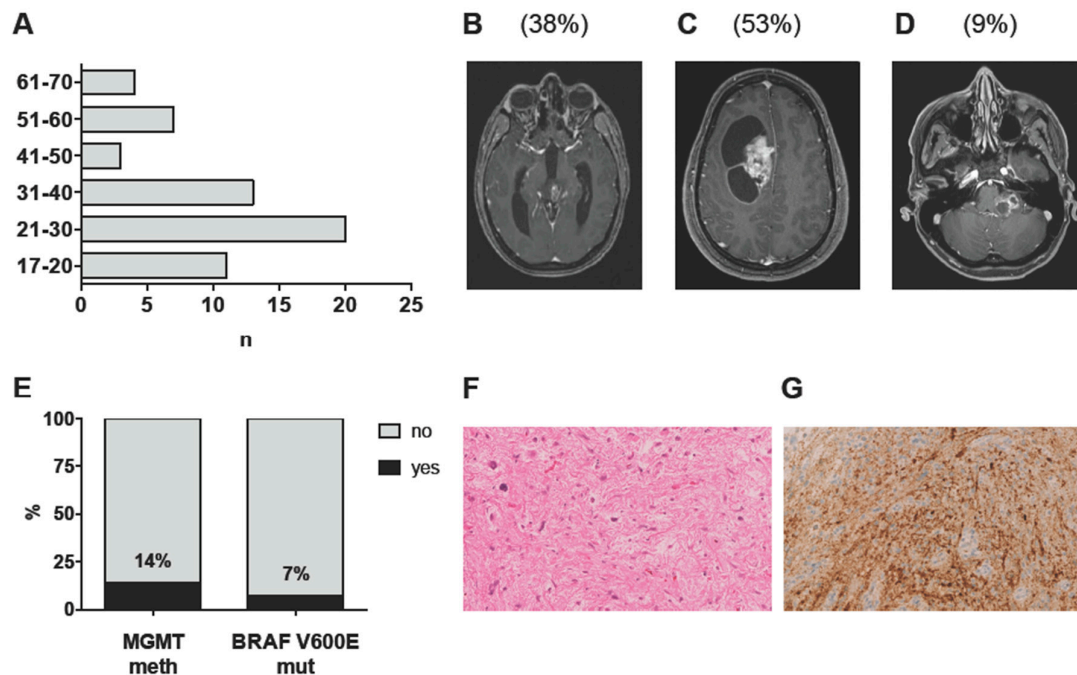 A
61-70
51-60
41-50
31-40
21-30
17-20
0 5 10 15 20 25
n
B (38%)
C (53%)
D (9%)
E
100
75
50
25
0
%
14%
7%
MGMT
meth
BRAF V600E
mut
no
yes
F
G